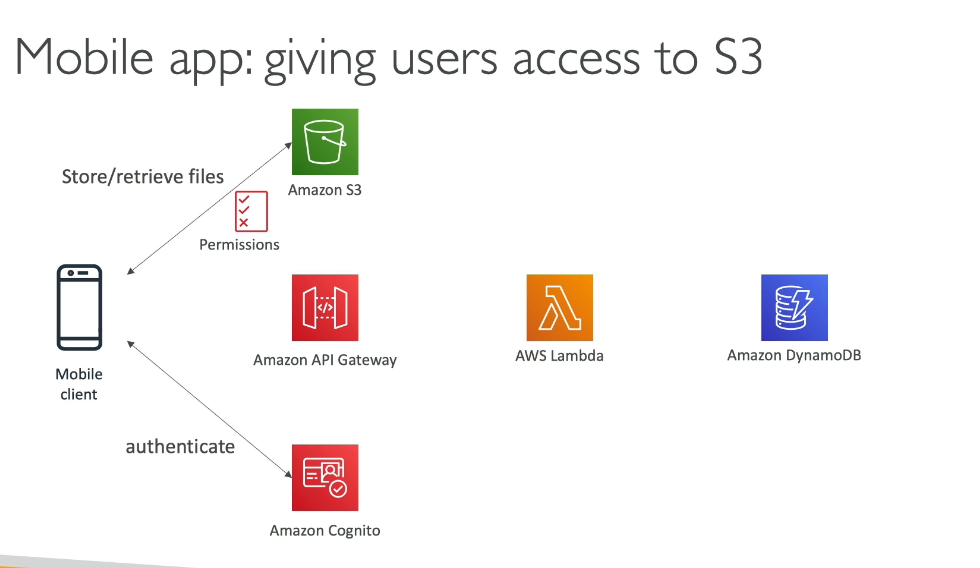 Mobile app: giving users access to S3
Store/retrieve files
Amazon S3
Permissions
Mobile
client
Amazon API Gateway
AWS Lambda
Amazon DynamoDB
authenticate
Amazon Cognito